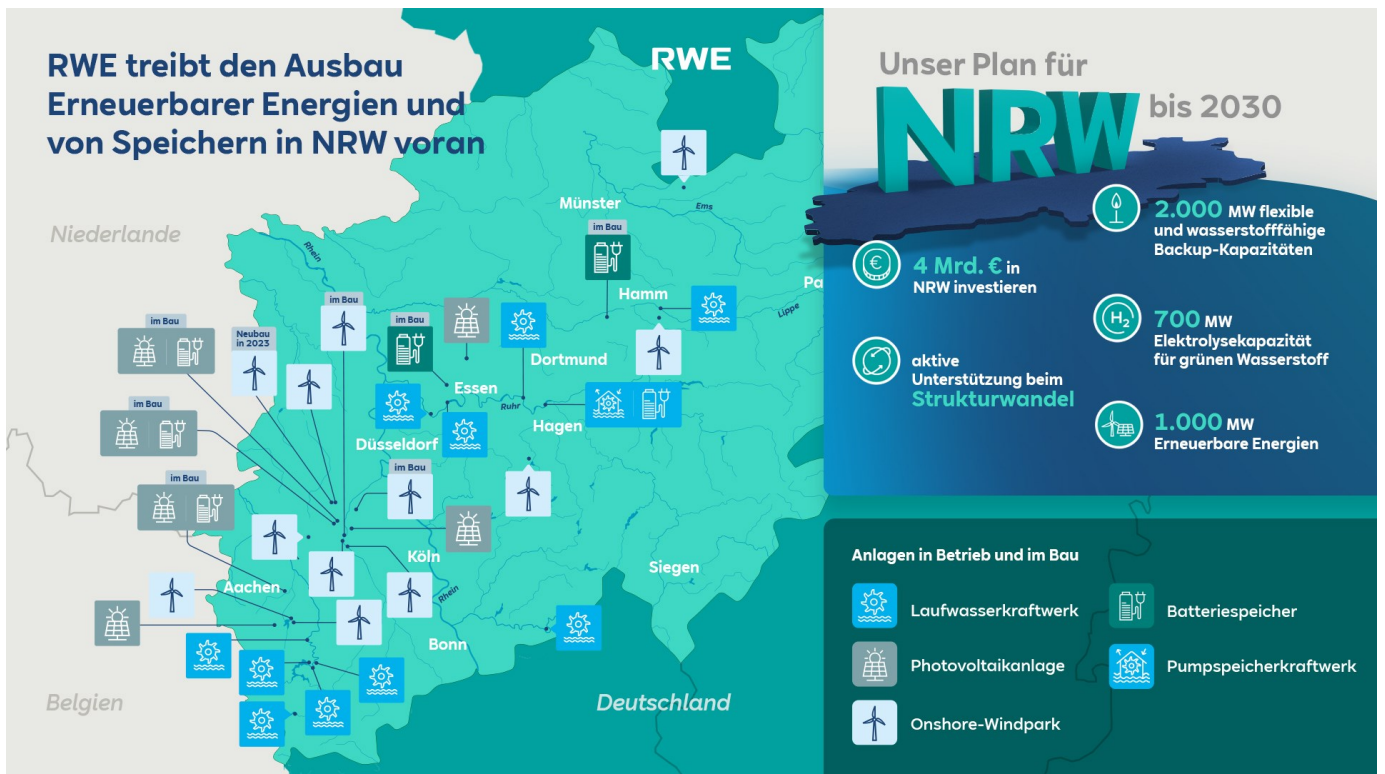 RWE treibt den Ausbau
Erneuerbarer Energien und
von Speichern in NRW voran
RWE
Niederlande
Münster
Ems
Rhein
im Bau
Hamm
Pa
Lippe
im Bau
im Bau
im Bau
Neubau
in 2023
Dortmund
Essen
Ruhr
Hagen
im Bau
Düsseldorf
im Bau
im Bau
Köln
Siegen
Aachen
Rhein
Bonn
Belgien
Deutschland
Unser Plan für
NRW
bis 2030
4 Mrd. € in
NRW investieren
aktive
Unterstützung beim
Strukturwandel
2.000 MW flexible
und wasserstofffähige
Backup-Kapazitäten
H2
700 MW
Elektrolysekapazität
für grünen Wasserstoff
1.000 MW
Erneuerbare Energien
Anlagen in Betrieb und im Bau
Laufwasserkraftwerk
Photovoltaikanlage
Onshore-Windpark
Batteriespeicher
Pumpspeicherkraftwerk